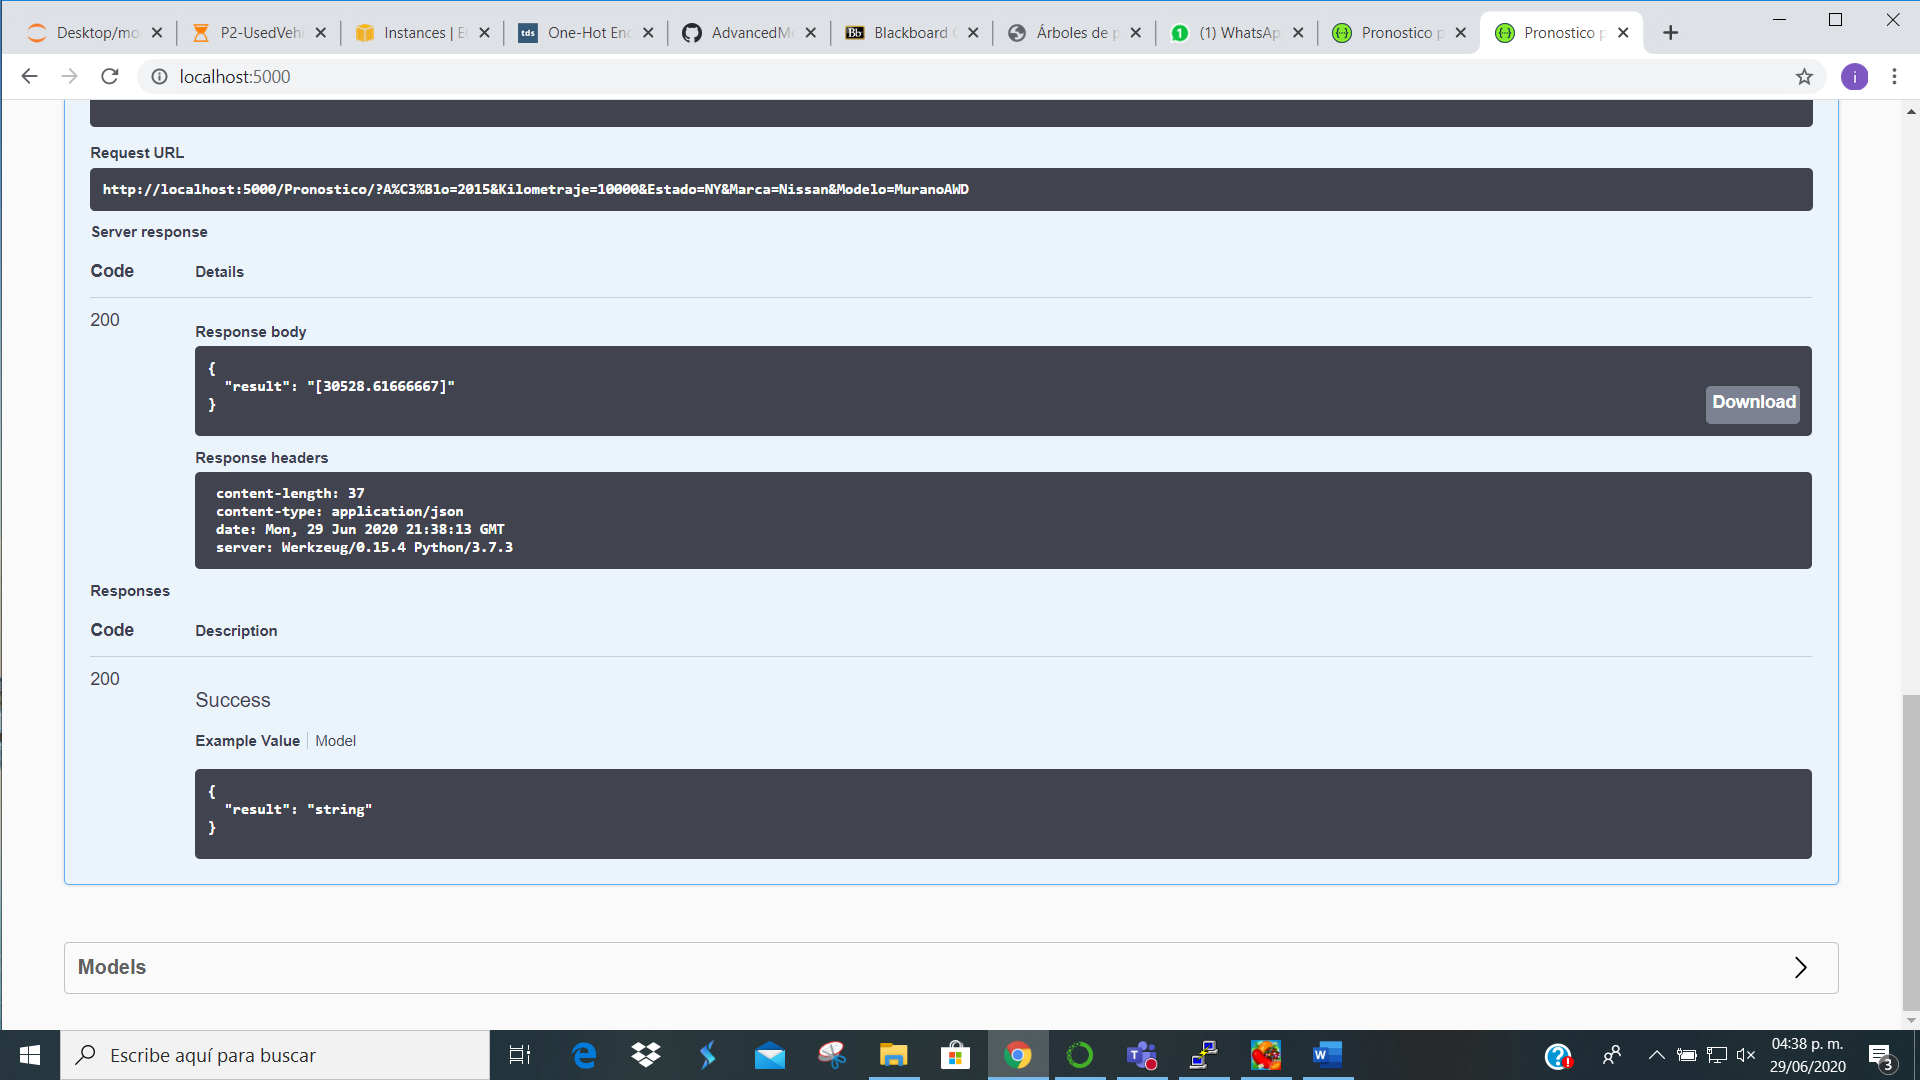 Desktop/mo
P2-UsedVehi
Instances | E
One-Hot Enc
AdvancedMe
Blackboard
Árboles de p
(1) WhatsAp
Pronostico p
Pronostico p
localhost:5000
i
Request URL
http://localhost:5000/Pronostico/?A%C3%B1o=2015&Kilometraje=10000&Estado=NY&Marca=Nissan&Modelo=MuranoAWD
Server response
Code Details
200
Response body
{
"result": "[30528.61666667]"
}
Download
Response headers
content-length: 37
content-type: application/json
date: Mon, 29 Jun 2020 21:38:13 GMT
server: Werkzeug/0.15.4 Python/3.7.3
Responses
Code Description
200
Success
Example Value Model
{
"result": "string"
}
Models
Escribe aquí para buscar
04:38 p. m.
29/06/2020
3